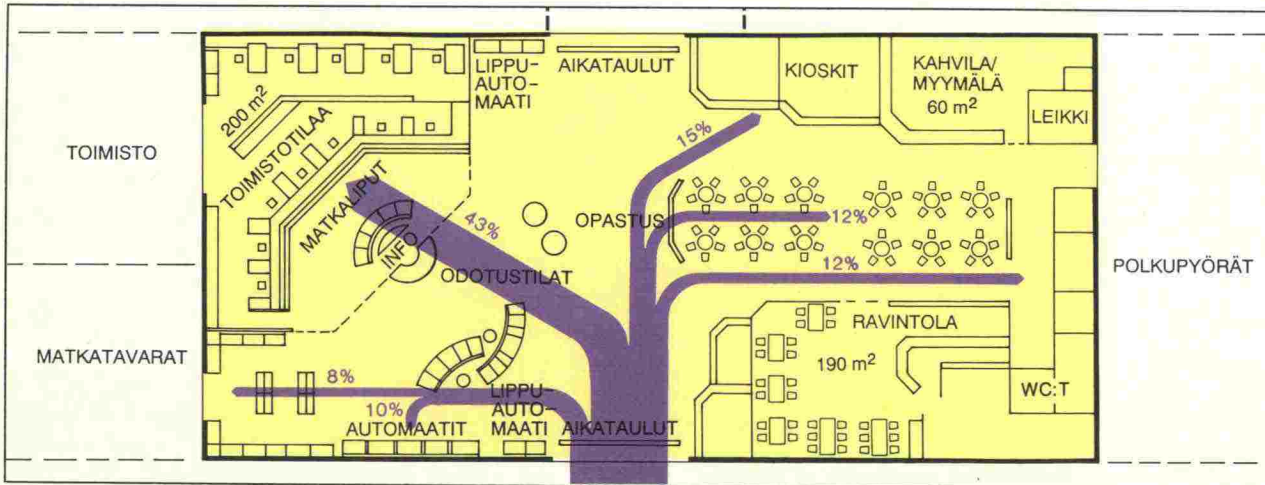 TOIMISTO
MATKATAVARAT
200 m²
TOIMISTOTILAA
MATKALIPUT
INFO
LIPPU-
AUTO-
MAATI
AIKATAULUT
KIOSKIT
KAHVILA/
MYYMÄLÄ
60 m²
LEIKKI
15%
43%
OPASTUS
12%
12%
ODOTUSTILAT
POLKUPYÖRÄT
RAVINTOLA
190 m²
WC:T
8%
10%
AUTOMAATIT
LIPPU-
AUTO-
MAATI
AIKATAULUT